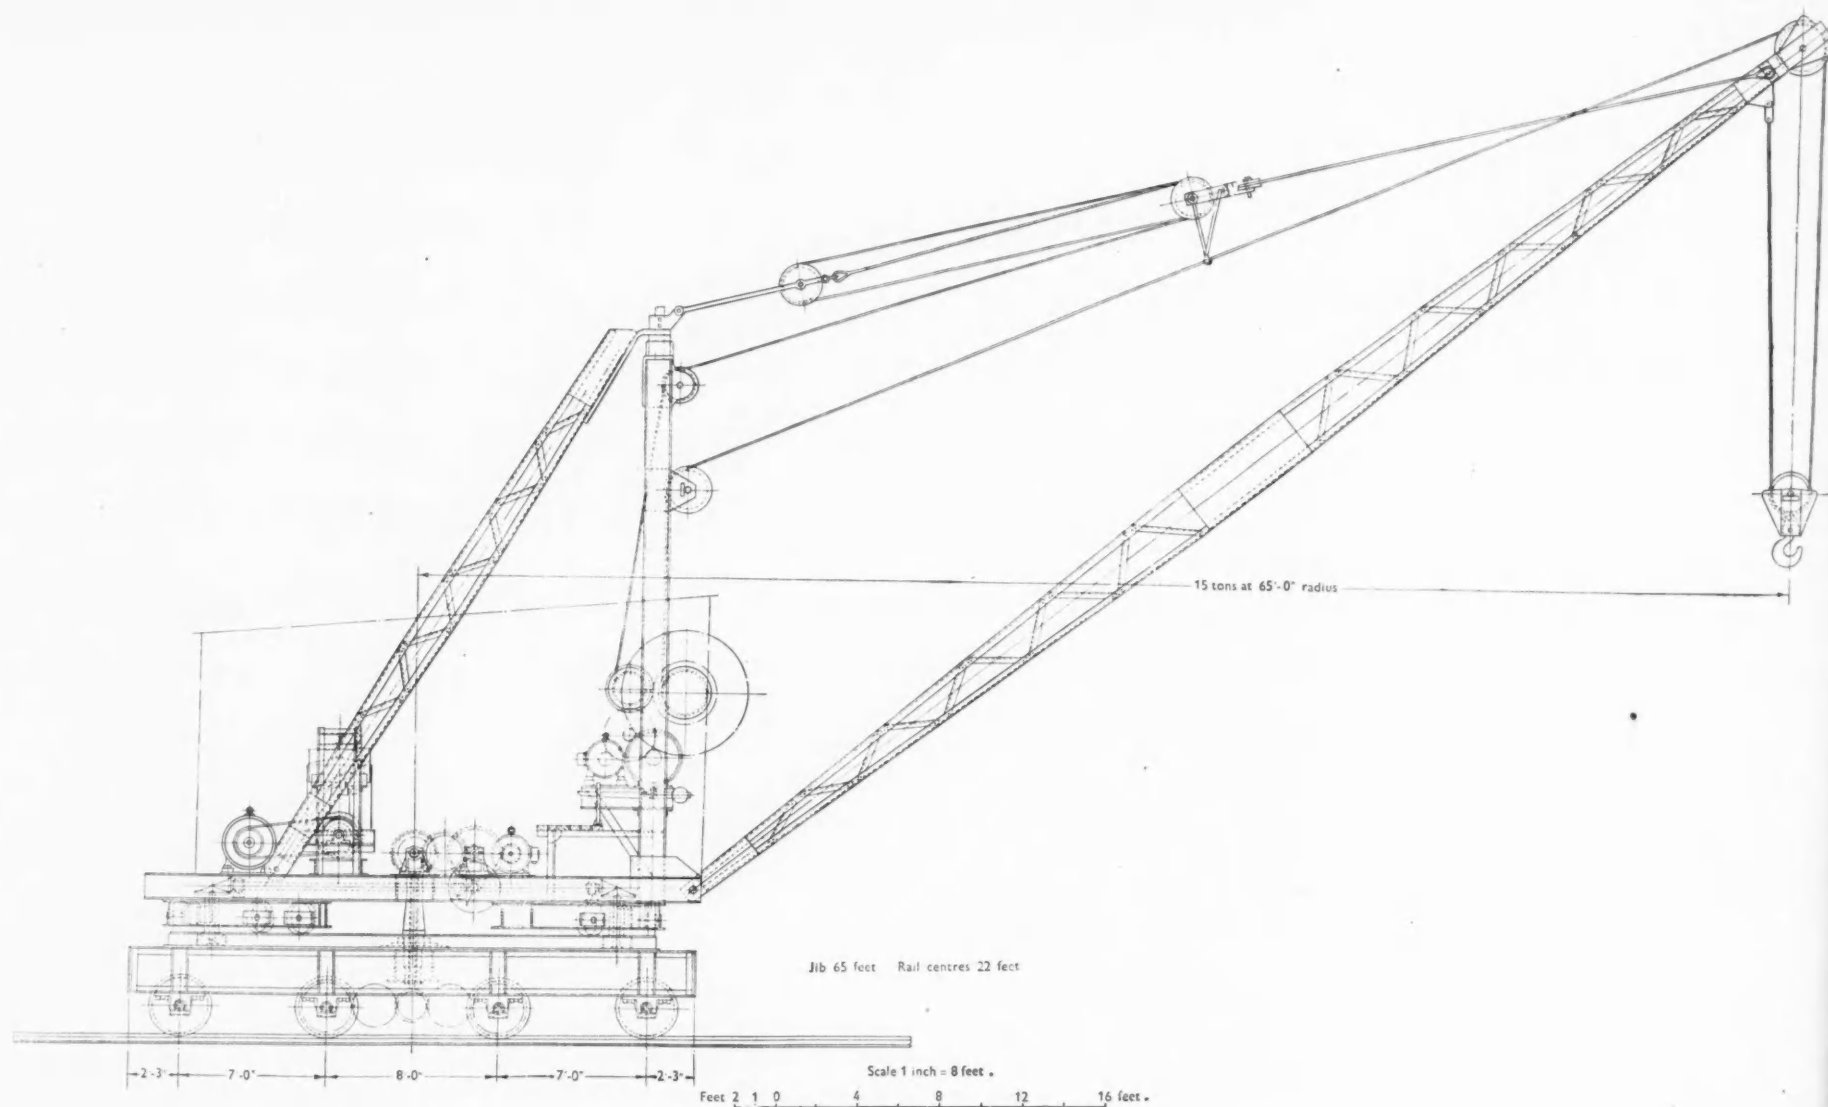 15 tons at 65'-0" radius
Jib 65 feet Rail centres 22 feet
2'-3" 7'-0" 8'-0" 7'-0" 2'-3"
Scale 1 inch = 8 feet.
Feet 2 1 0 4 8 12 16 feet.